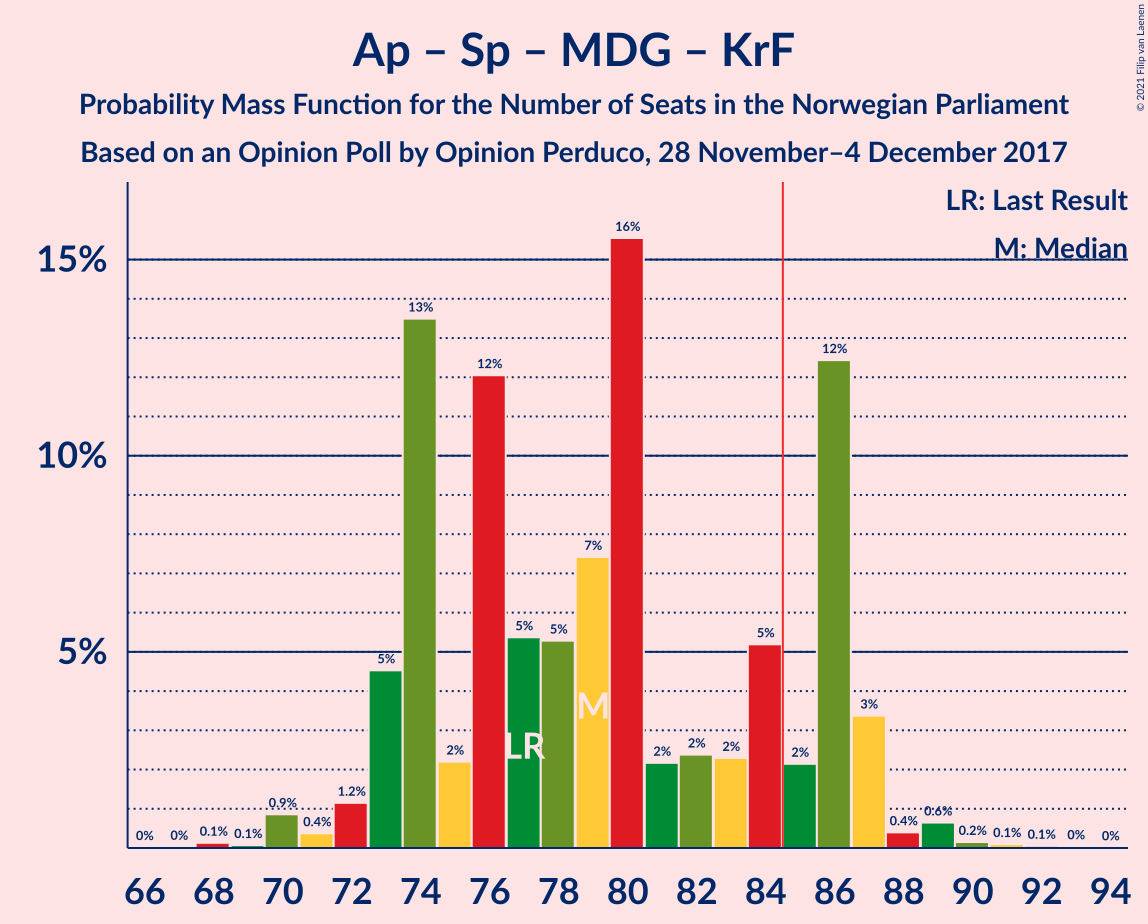 Ap – Sp – MDG – KrF
Probability Mass Function for the Number of Seats in the Norwegian Parliament
Based on an Opinion Poll by Opinion Perduco, 28 November–4 December 2017
© 2021 Filip van Laenen
LR: Last Result
M: Median
15%
10%
5%
0% 0% 0.1% 0.1% 0.9% 0.4% 1.2% 5% 13% 2% 12% 5% 5% 7% 16% 2% 2% 2% 5% 2% 12% 3% 0.4% 0.6% 0.2% 0.1% 0.1% 0% 0%
M
LR
66 68 70 72 74 76 78 80 82 84 86 88 90 92 94